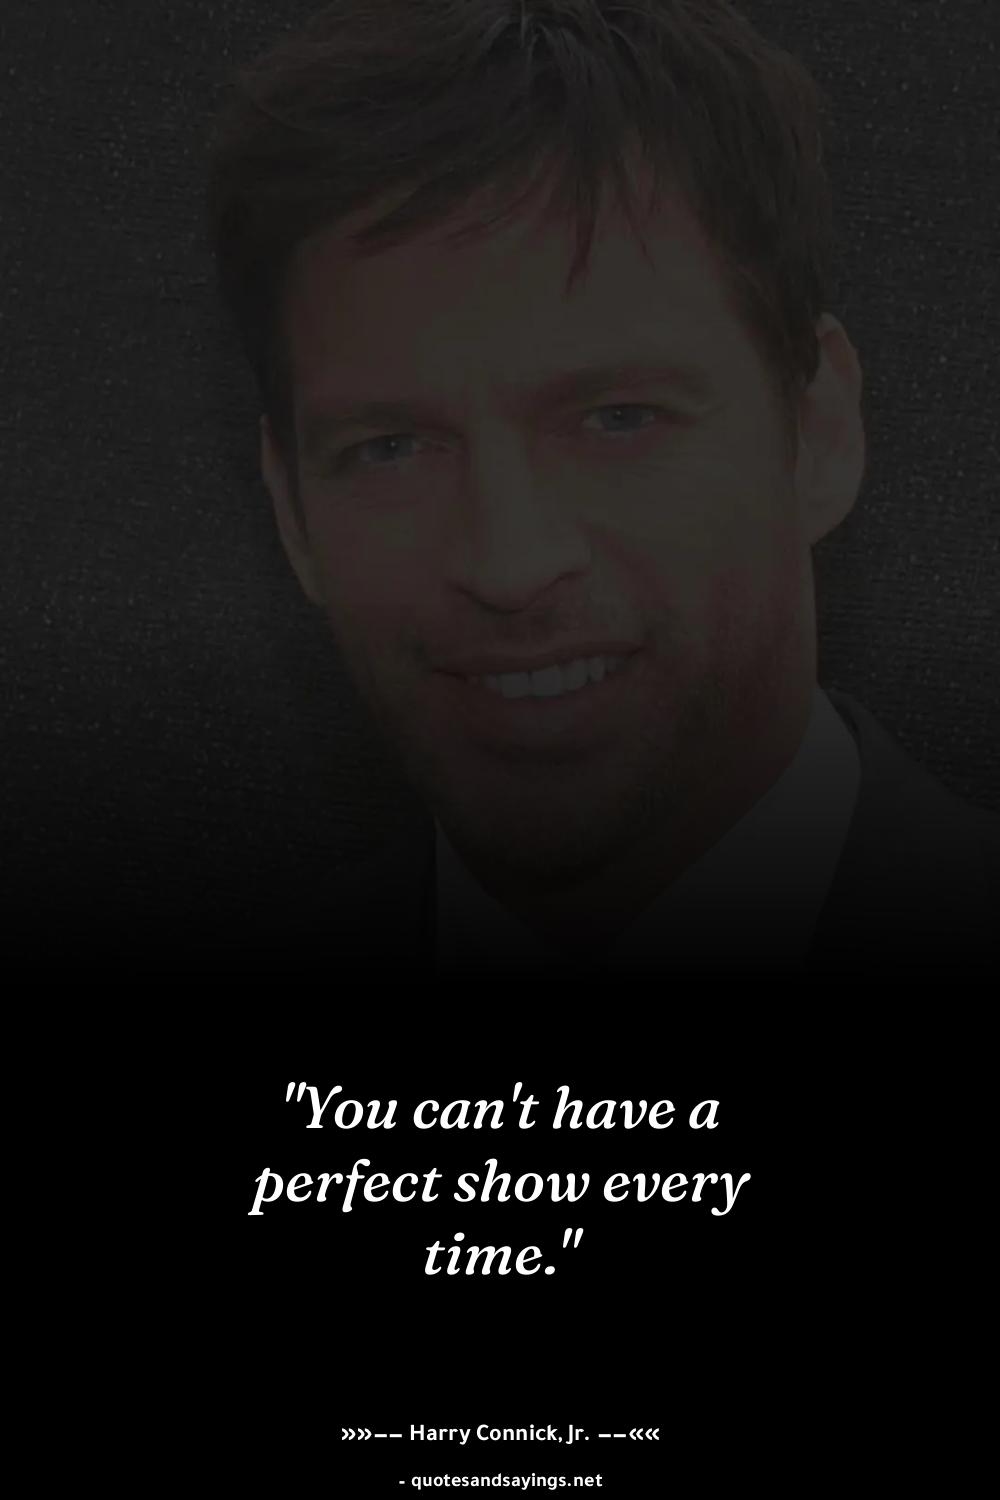 "You can't have a
perfect show every
time."
»»−− Harry Connick, Jr. −−««
- quotesandsayings.net